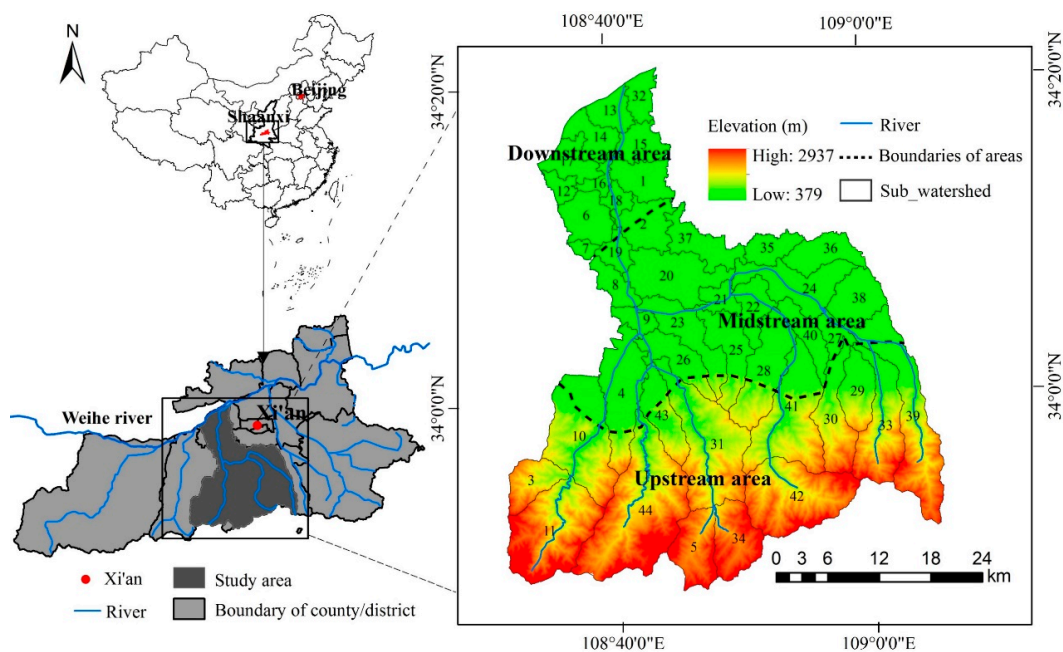 N
Beijing
Shaanxi
Weihe river
Xi'an
Xi'an
Study area
River
Boundary of county/district
108°40'0"E
109°0'0"E
34°20'0"N
34°20'0"N
34°0'0"N
34°0'0"N
Elevation (m)
High: 2937
Low: 379
River
Boundaries of areas
Sub_watershed
13
32
14
15
Downstream area
17
12
16
1
18
6
2
7
19
37
35
36
8
20
24
21
22
38
9
23
Midstream area
40
27
26
25
28
4
43
41
29
30
33
39
10
31
3
Upstream area
44
42
11
5
34
0 3 6 12 18 24
km
108°40'0"E
109°0'0"E